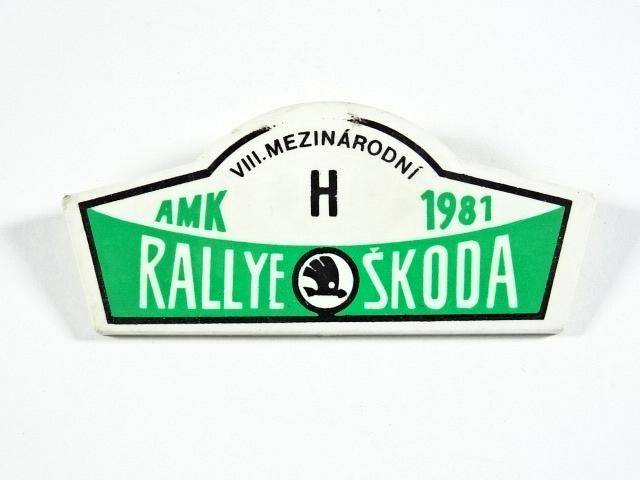 VIII. MEZINÁRODNÍ
AMK H 1981
RALLYE ŠKODA